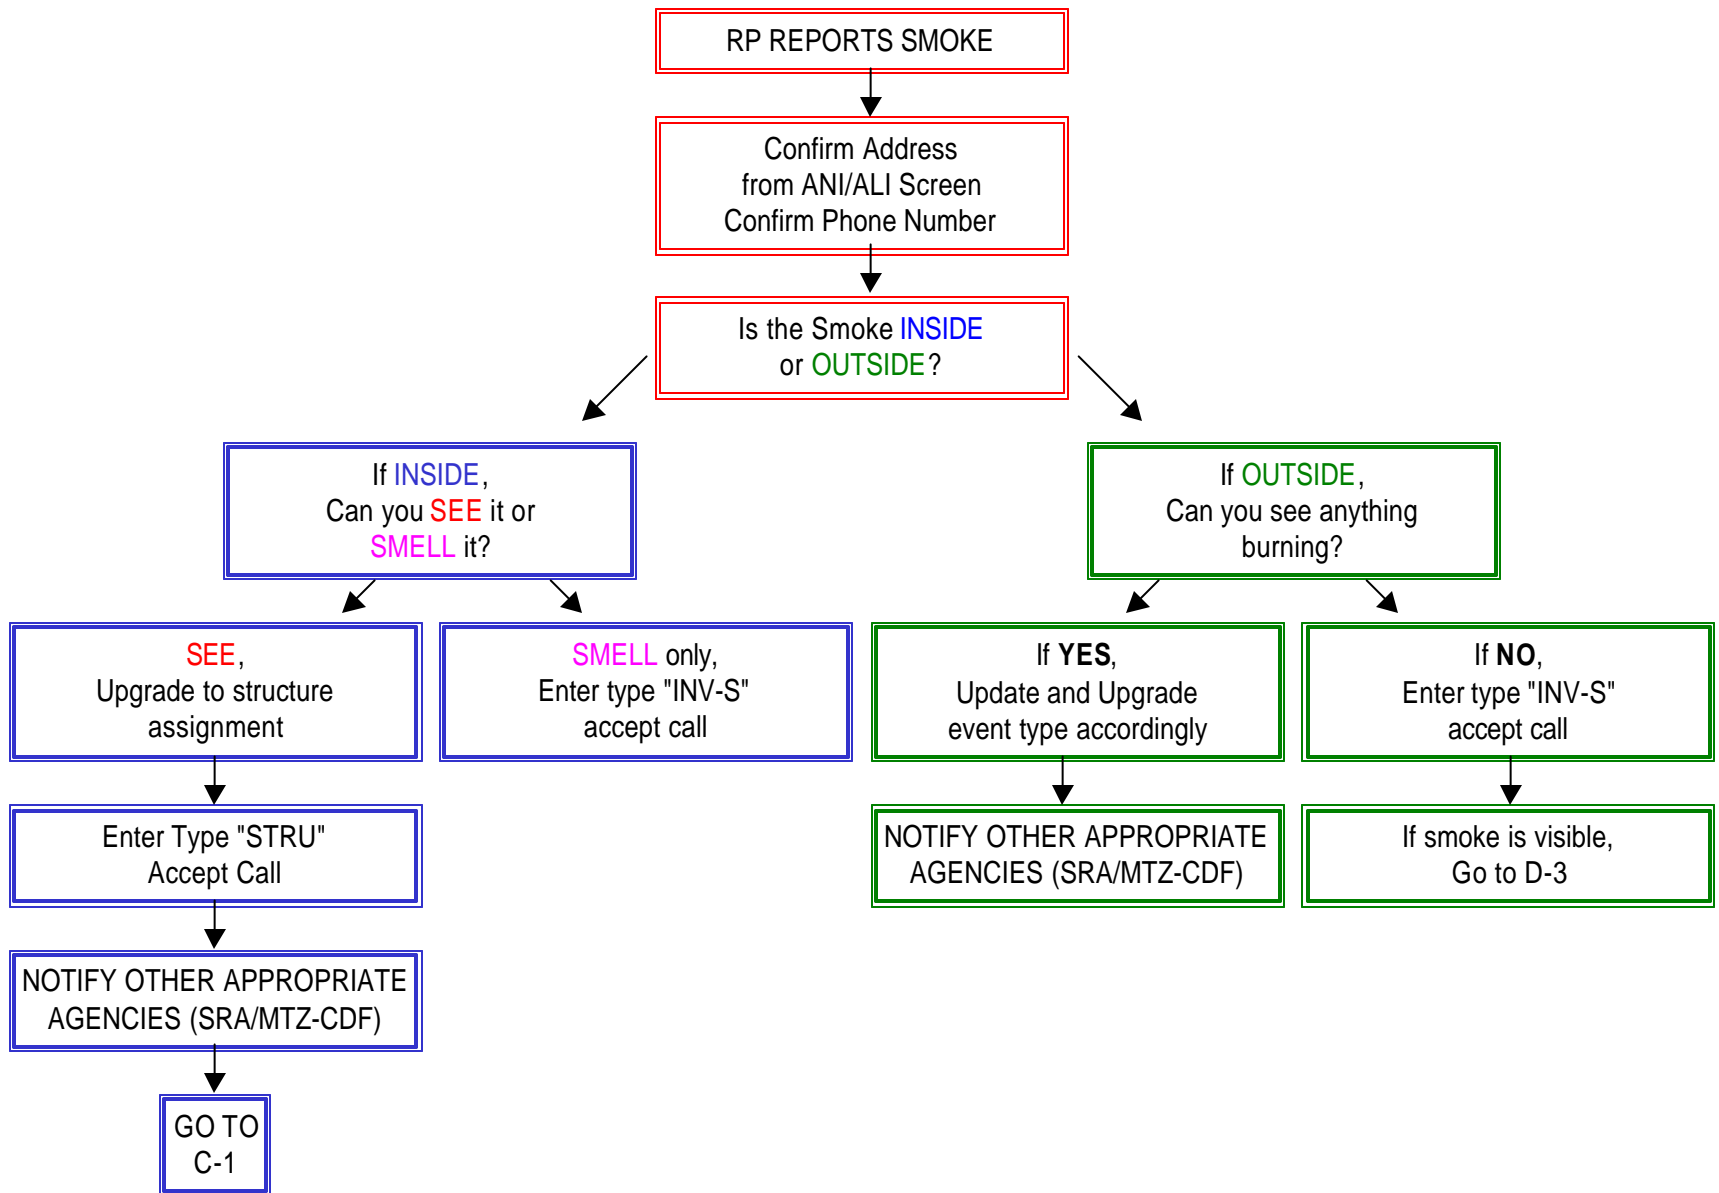 RP REPORTS SMOKE
Confirm Address
from ANI/ALI Screen
Confirm Phone Number
Is the Smoke INSIDE
or OUTSIDE?
If INSIDE,
Can you SEE it or
SMELL it?
If OUTSIDE,
Can you see anything
burning?
SEE,
Upgrade to structure
assignment
SMELL only,
Enter type "INV-S"
accept call
If YES,
Update and Upgrade
event type accordingly
If NO,
Enter type "INV-S"
accept call
Enter Type "STRU"
Accept Call
NOTIFY OTHER APPROPRIATE
AGENCIES (SRA/MTZ-CDF)
If smoke is visible,
Go to D-3
NOTIFY OTHER APPROPRIATE
AGENCIES (SRA/MTZ-CDF)
GO TO
C-1